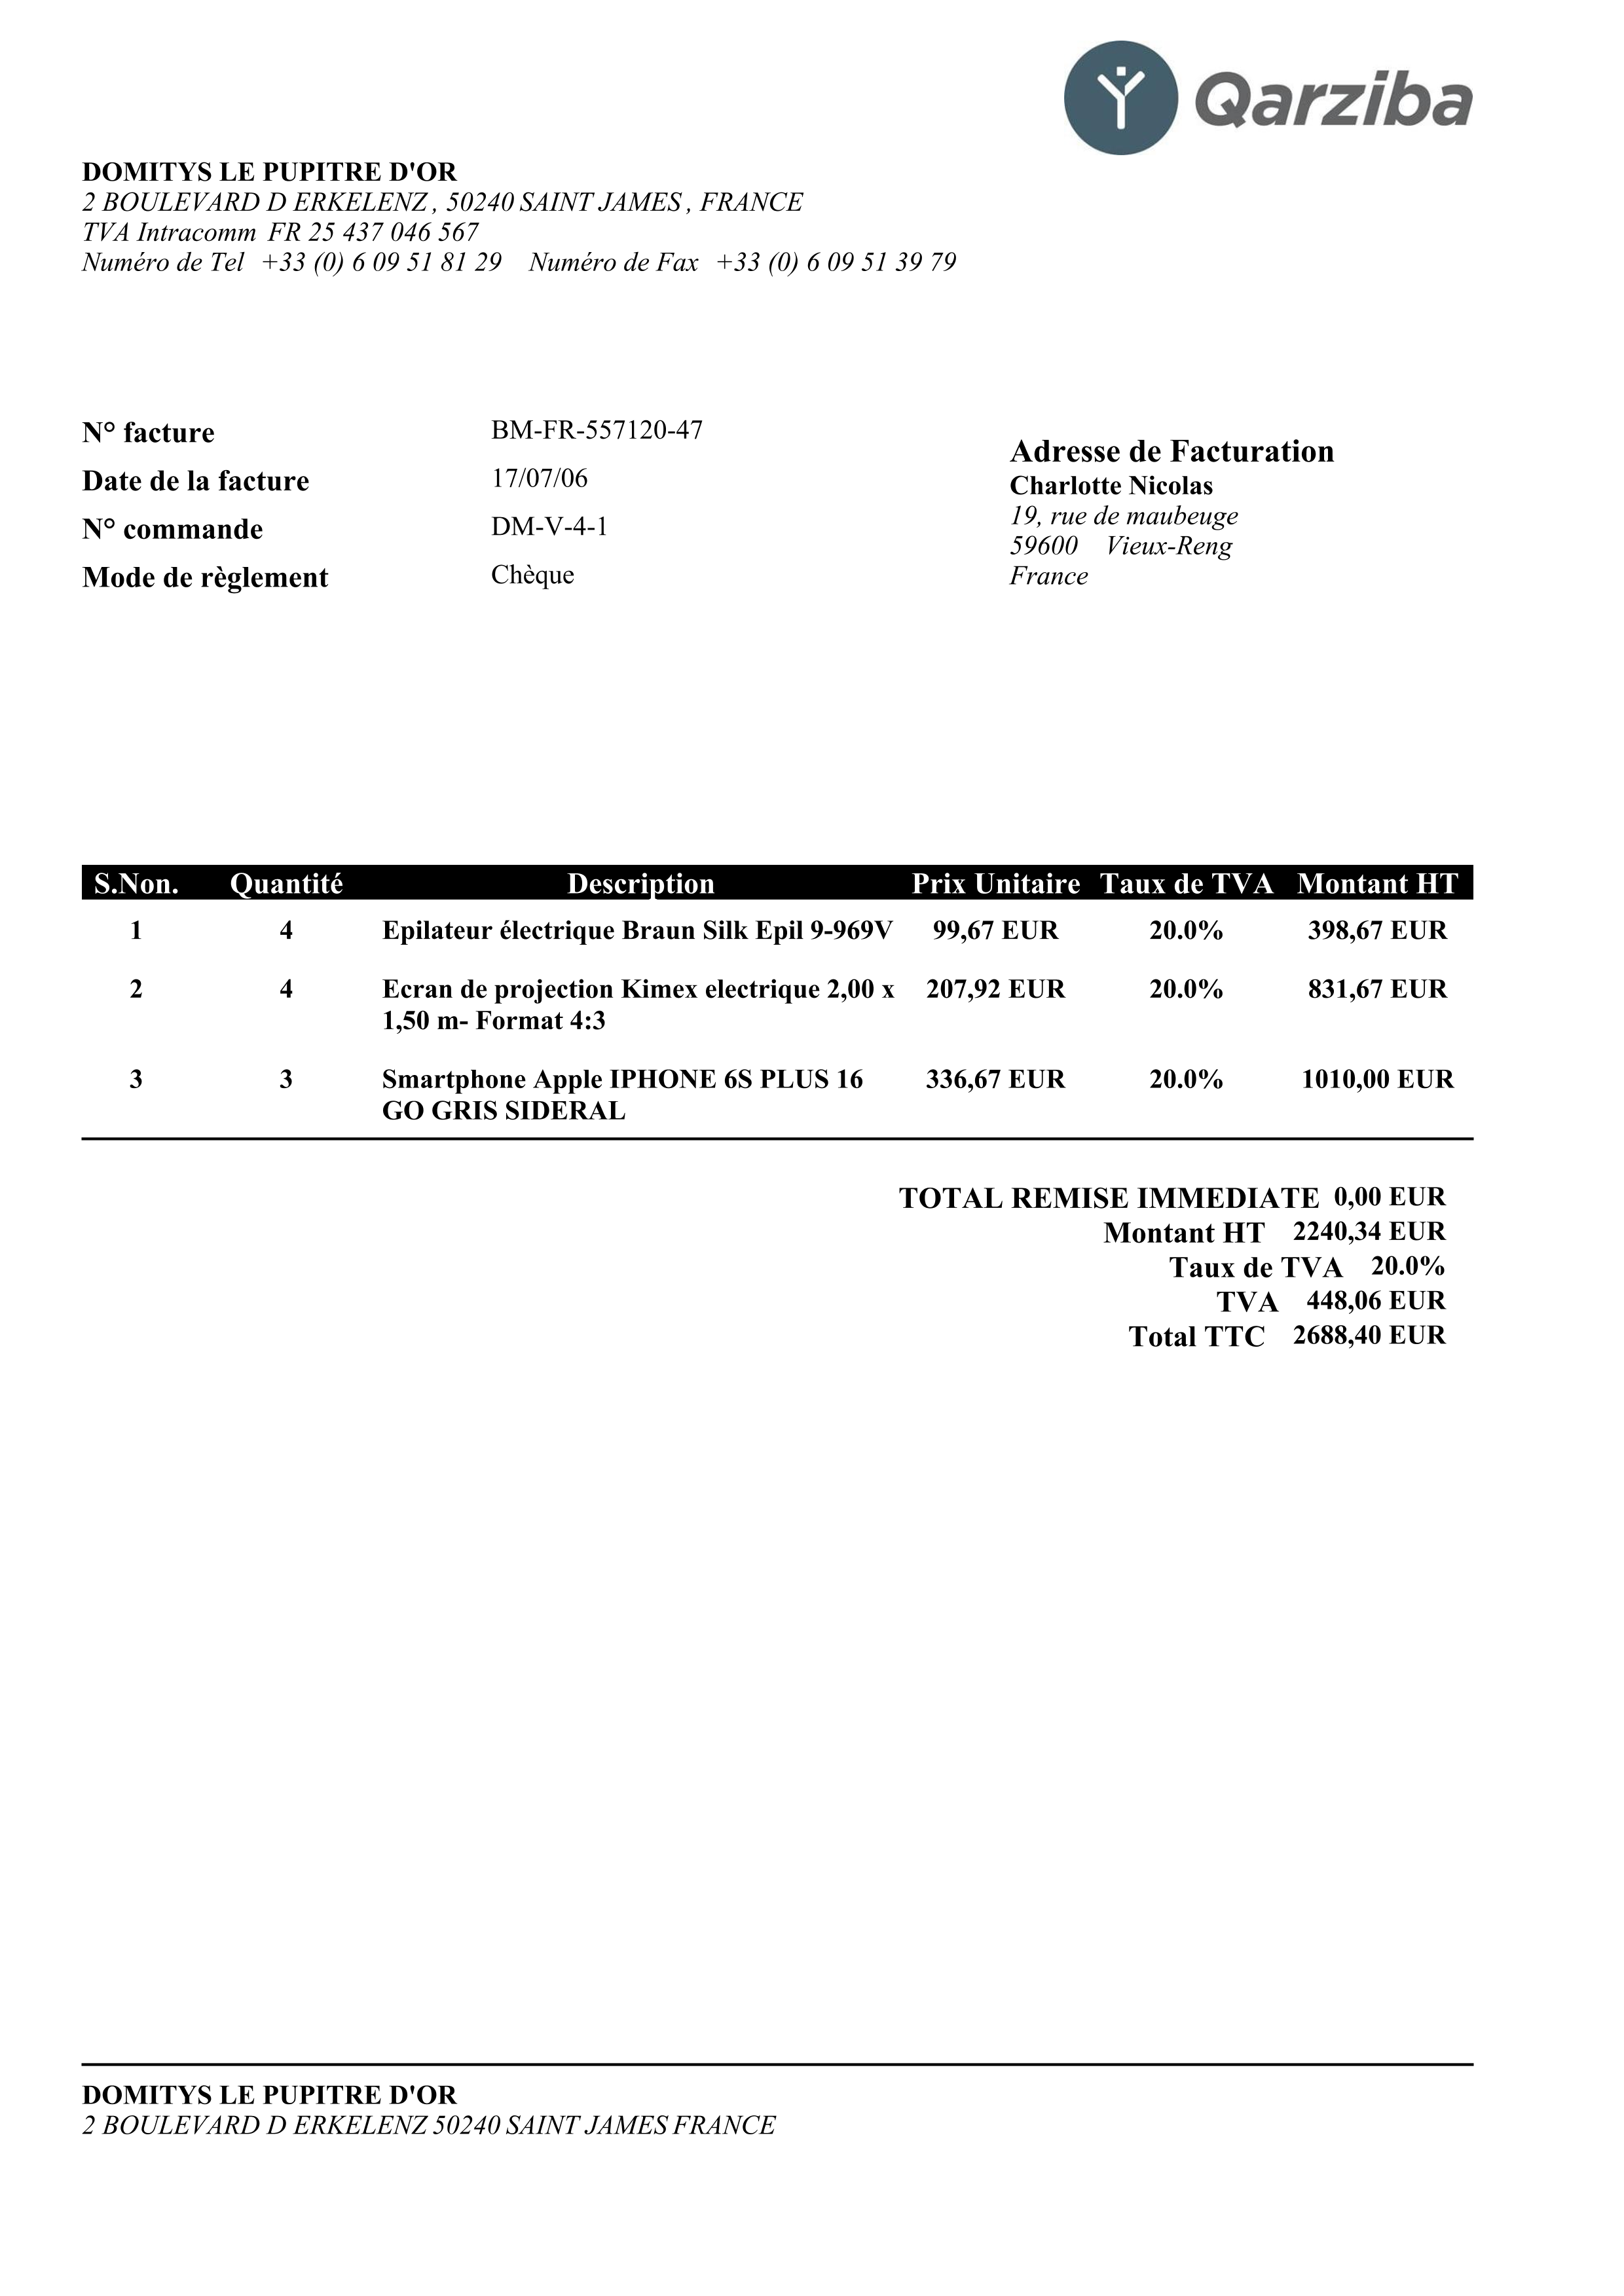 Qarziba
DOMITYS LE PUPITRE D'OR
2 BOULEVARD D ERKELENZ , 50240 SAINT JAMES , FRANCE
TVA Intracomm FR 25 437 046 567
Numéro de Tel +33 (0) 6 09 51 81 29 Numéro de Fax +33 (0) 6 09 51 39 79
N° facture BM-FR-557120-47
Date de la facture 17/07/06
N° commande DM-V-4-1
Mode de règlement Chèque
Adresse de Facturation
Charlotte Nicolas
19, rue de maubeuge
59600 Vieux-Reng
France
S.Non. Quantité Description Prix Unitaire Taux de TVA Montant HT
1 4 Epilateur électrique Braun Silk Epil 9-969V 99,67 EUR 20.0% 398,67 EUR
2 4 Ecran de projection Kimex electrique 2,00 x 207,92 EUR 20.0% 831,67 EUR
1,50 m- Format 4:3
3 3 Smartphone Apple IPHONE 6S PLUS 16 336,67 EUR 20.0% 1010,00 EUR
GO GRIS SIDERAL
TOTAL REMISE IMMEDIATE 0,00 EUR
Montant HT 2240,34 EUR
Taux de TVA 20.0%
TVA 448,06 EUR
Total TTC 2688,40 EUR
DOMITYS LE PUPITRE D'OR
2 BOULEVARD D ERKELENZ 50240 SAINT JAMES FRANCE